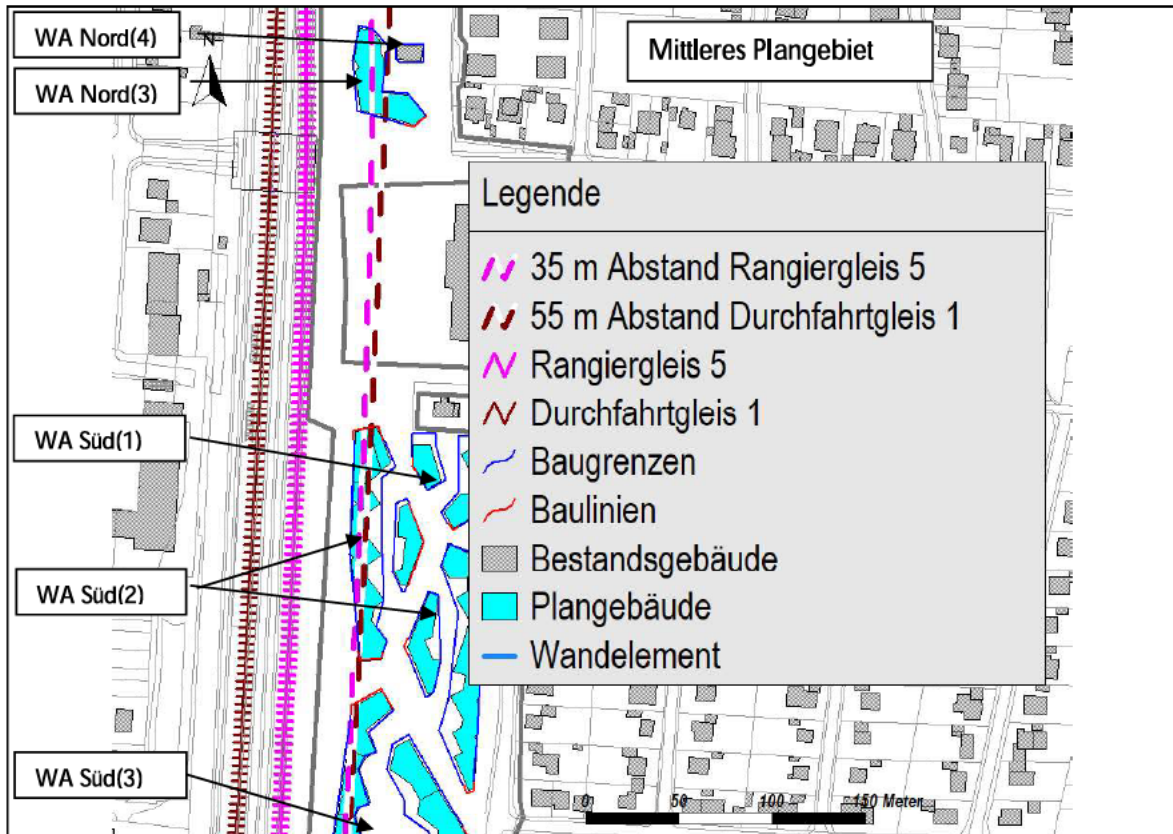 WA Nord(4)
N
WA Nord(3)
Mittleres Plangebiet
Legende
35 m Abstand Rangiergleis 5
55 m Abstand Durchfahrtgleis 1
Rangiergleis 5
Durchfahrtgleis 1
Baugrenzen
Baulinien
Bestandsgebäude
Plangebäude
Wandelement
WA Süd(1)
WA Süd(2)
WA Süd(3)
0 50 100 150 Meter